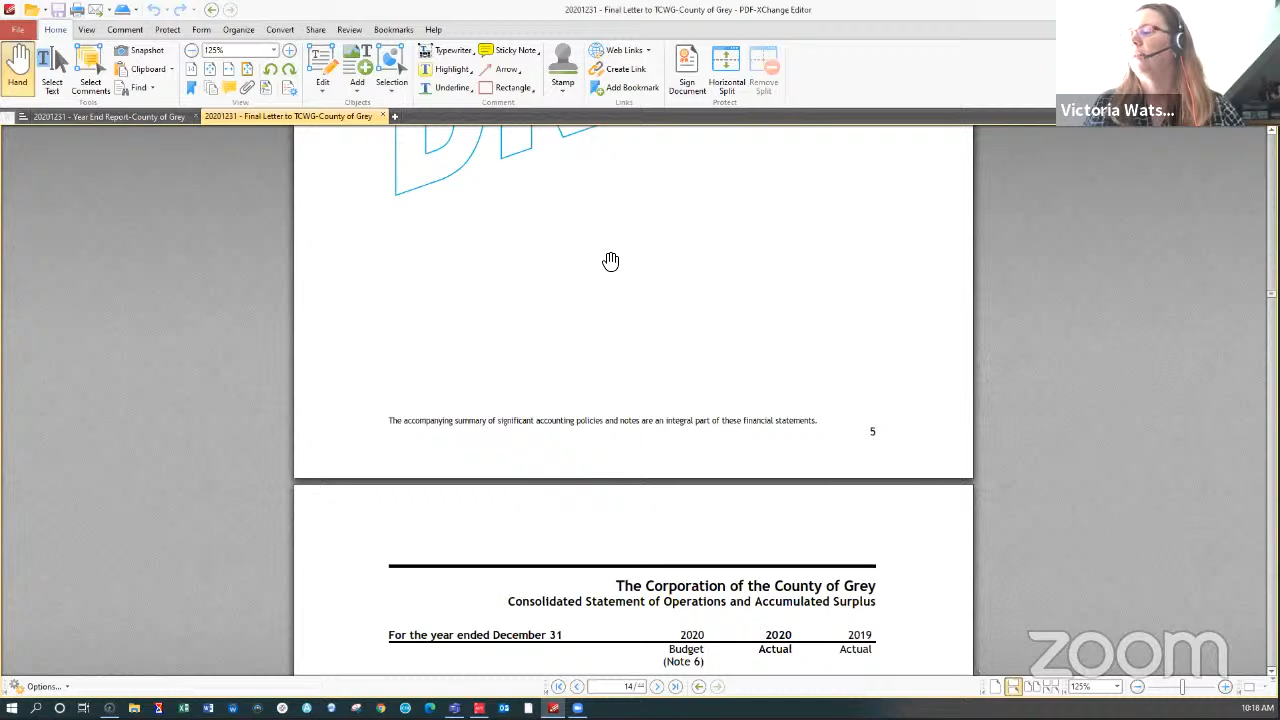 20201231 - Final Letter to TCWG-County of Grey - PDF-XChange Editor
File Home View Comment Protect Form Organize Convert Share Review Bookmarks Help
Hand
Select Text
Select Comments
Snapshot
Clipboard
Find
Tools
125%
View
Edit
Add
Selection
Objects
Typewriter
Highlight
Underline
Sticky Note
Arrow
Rectangle
Stamp
Comment
Web Links
Create Link
Add Bookmark
Links
Sign Document
Horizontal Split
Remove Split
Protect
Victoria Wats...
20201231 - Year End Report-County of Grey
20201231 - Final Letter to TCWG-County of Grey
The accompanying summary of significant accounting policies and notes are an integral part of these financial statements.
5
The Corporation of the County of Grey
Consolidated Statement of Operations and Accumulated Surplus
For the year ended December 31 2020 2020 2019
Budget Actual Actual
(Note 6)
zoom
Options...
14/
125%
10:18 AM